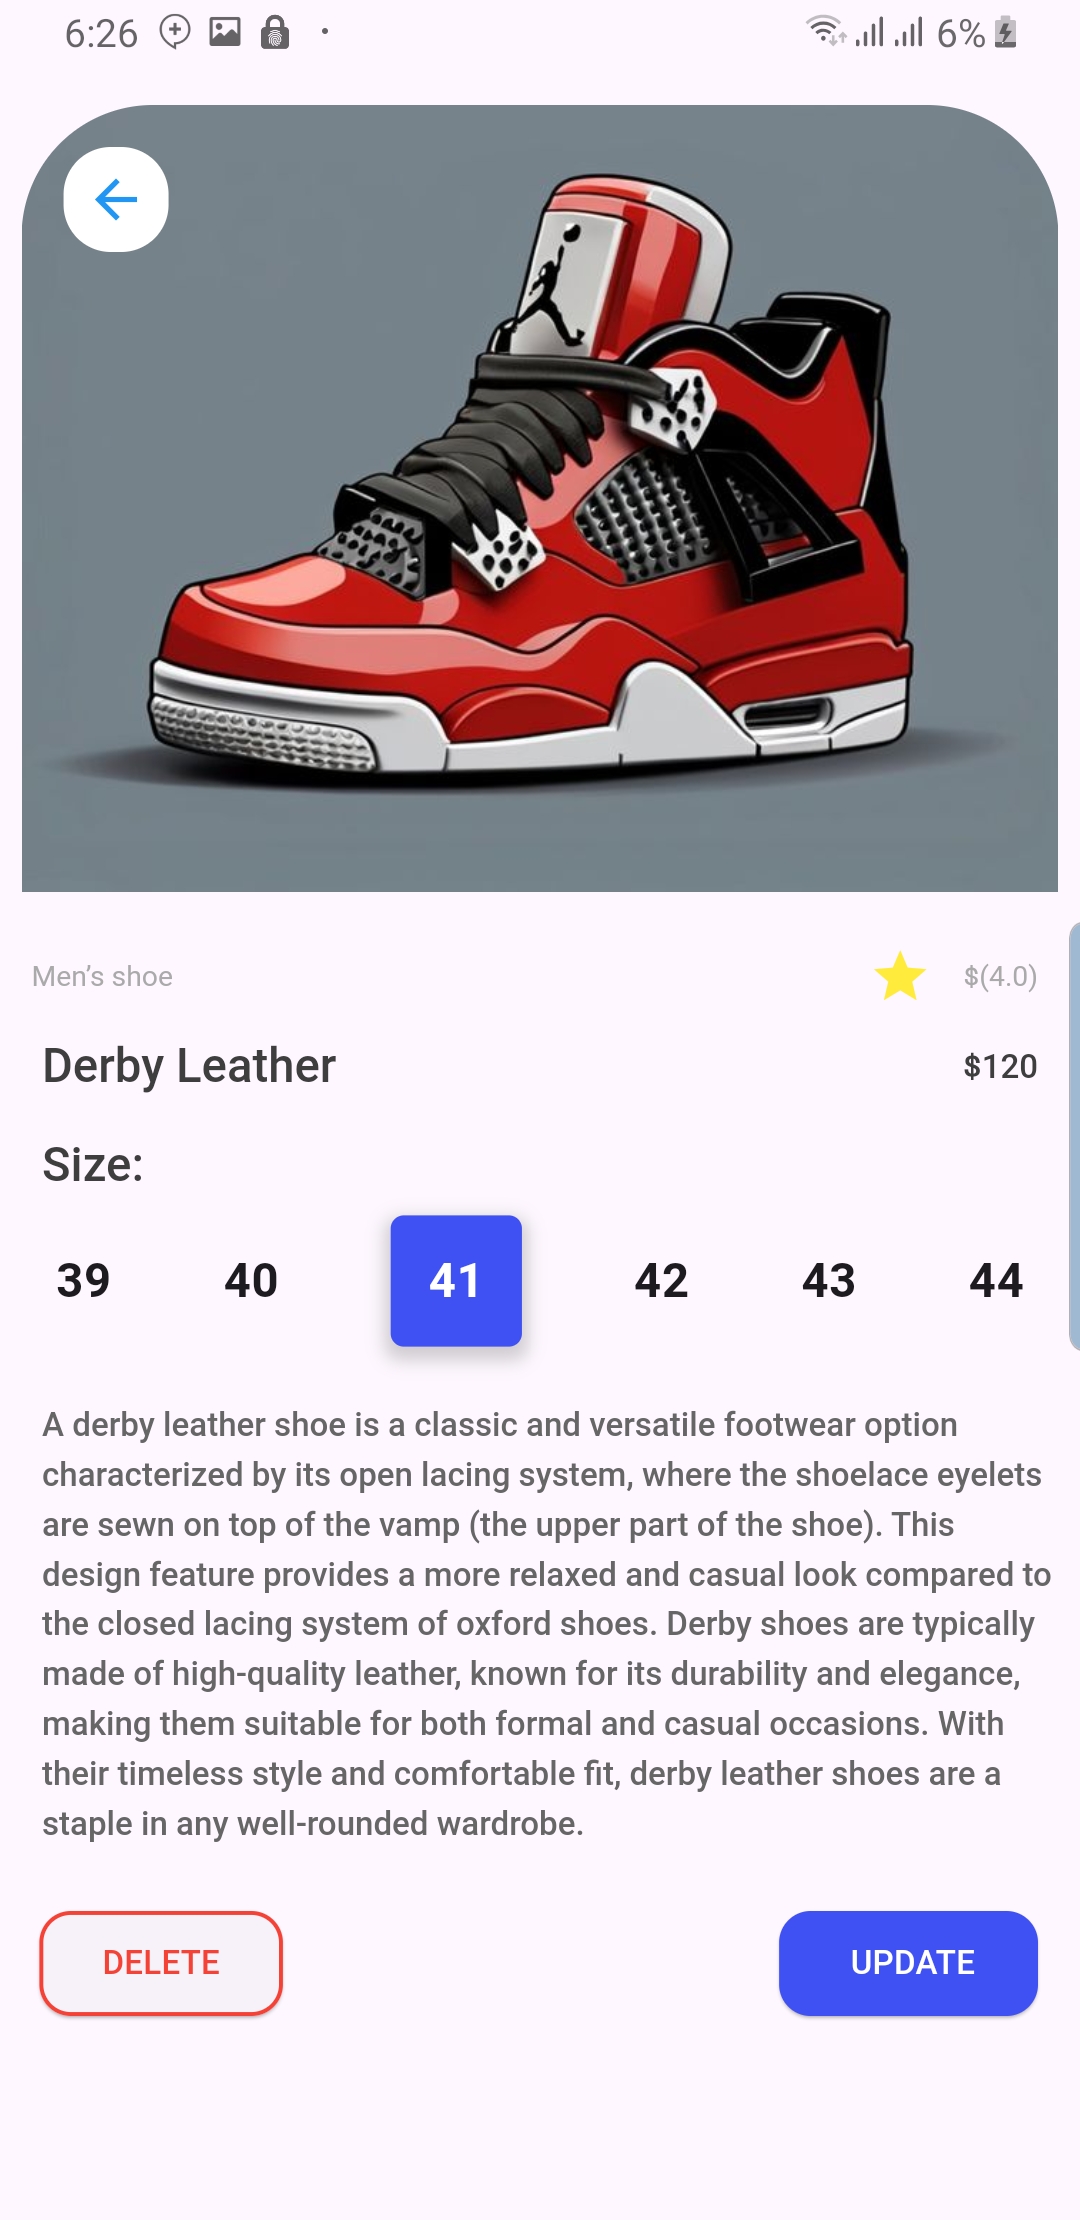 6:26 6%
Men’s shoe $(4.0)
Derby Leather $120
Size:
39 40 41 42 43 44
A derby leather shoe is a classic and versatile footwear option
characterized by its open lacing system, where the shoelace eyelets
are sewn on top of the vamp (the upper part of the shoe). This
design feature provides a more relaxed and casual look compared to
the closed lacing system of oxford shoes. Derby shoes are typically
made of high-quality leather, known for its durability and elegance,
making them suitable for both formal and casual occasions. With
their timeless style and comfortable fit, derby leather shoes are a
staple in any well-rounded wardrobe.
DELETE UPDATE